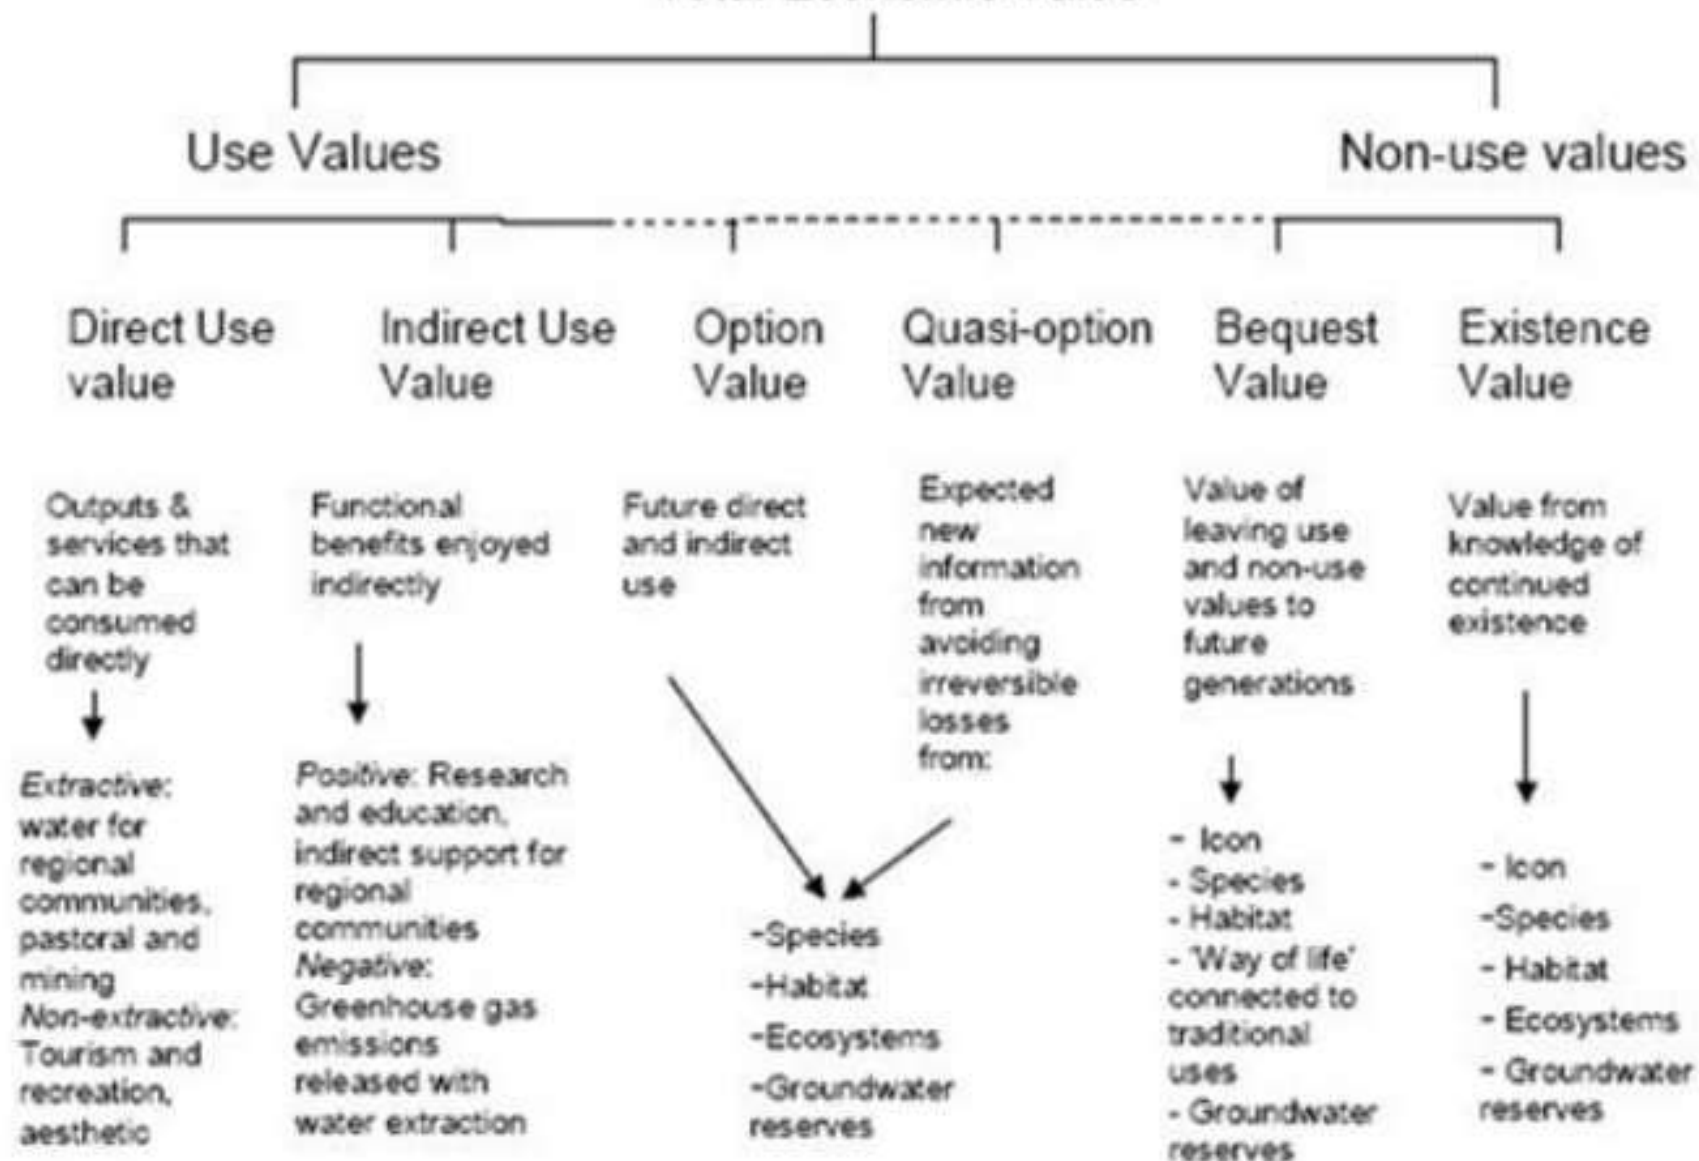 Use Values
Non-use values
Direct Use
value
Indirect Use
Value
Option
Value
Quasi-option
Value
Bequest
Value
Existence
Value
Outputs &
services that
can be
consumed
directly
Functional
benefits enjoyed
indirectly
Future direct
and indirect
use
Expected
new
information
from
avoiding
irreversible
losses
from:
Value of
leaving use
and non-use
values to
future
generations
Value from
knowledge of
continued
existence
Extractive:
water for
regional
communities,
pastoral and
mining
Non-extractive:
Tourism and
recreation,
aesthetic
Positive: Research
and education,
indirect support for
regional
communities
Negative:
Greenhouse gas
emissions
released with
water extraction
-Species
-Habitat
-Ecosystems
-Groundwater
reserves
- Icon
- Species
- Habitat
- 'Way of life'
connected to
traditional
uses
- Groundwater
reserves
- Icon
-Species
- Habitat
- Ecosystems
- Groundwater
reserves